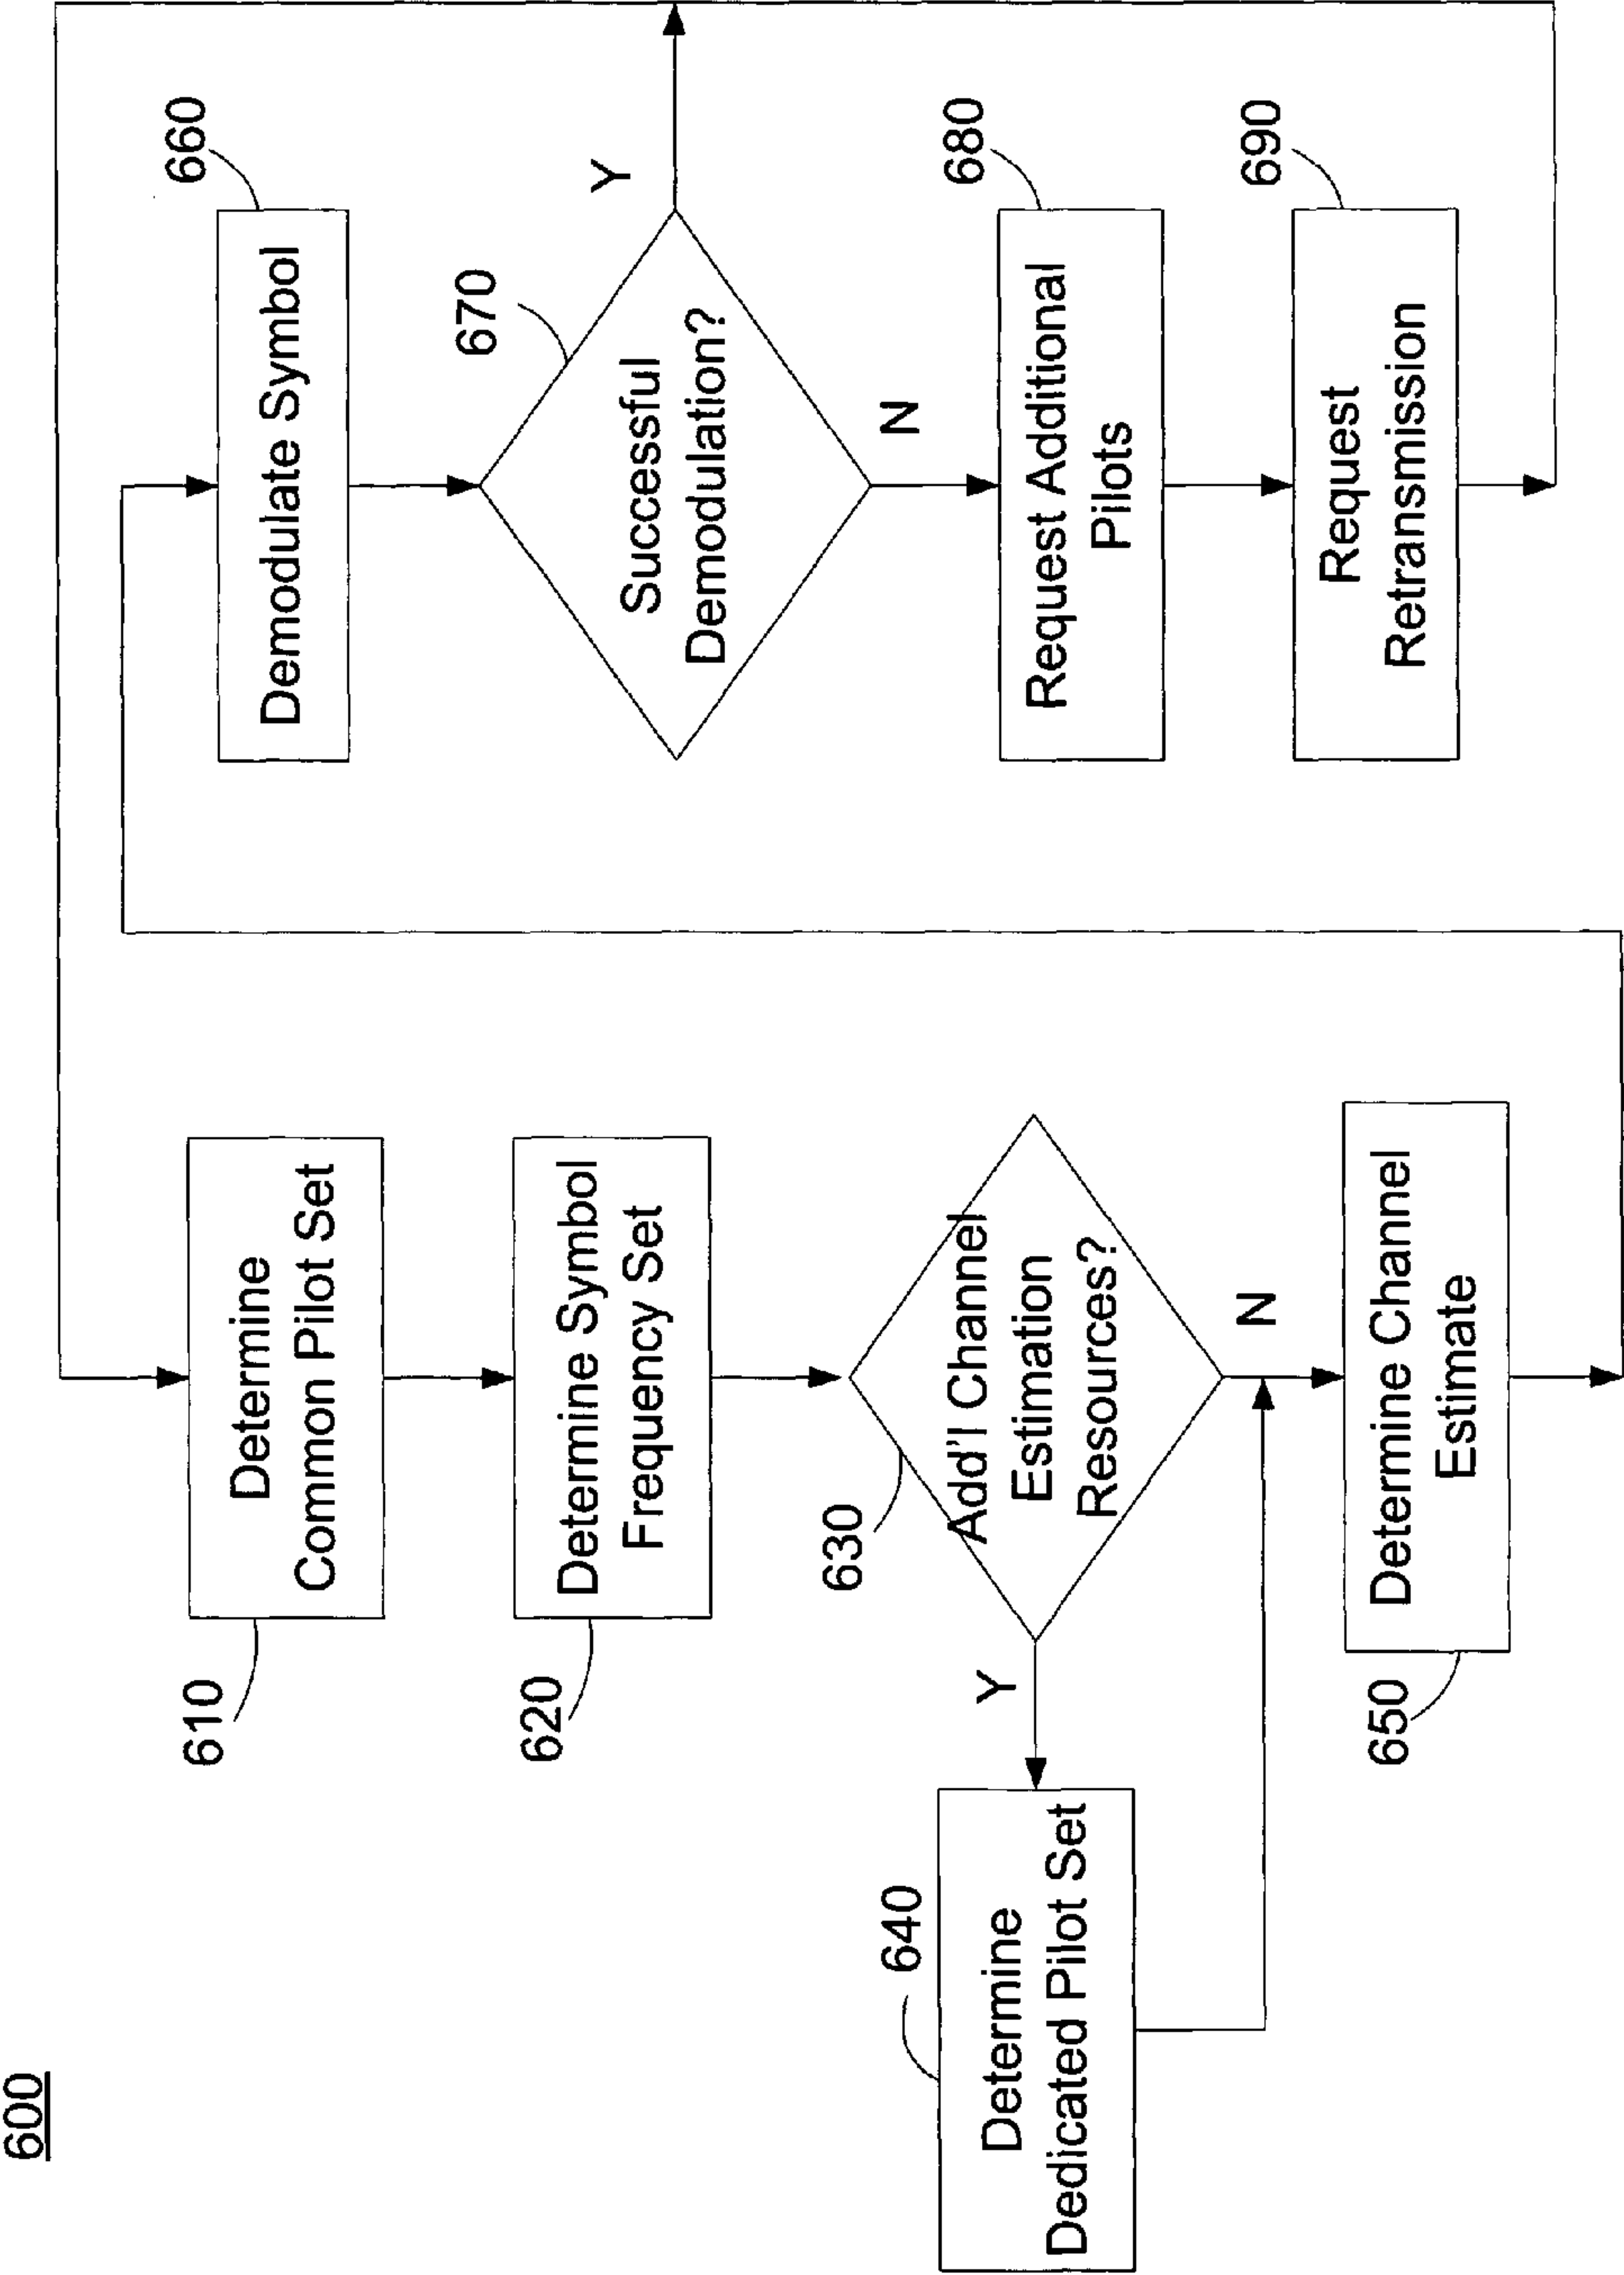 600
610
Determine
Common Pilot Set
620
Determine Symbol
Frequency Set
630
Add'l Channel
Estimation
Resources?
Y
N
640
Determine
Dedicated Pilot Set
650
Determine Channel
Estimate
660
Demodulate Symbol
670
Successful
Demodulation?
Y
N
680
Request Additional
Pilots
690
Request
Retransmission